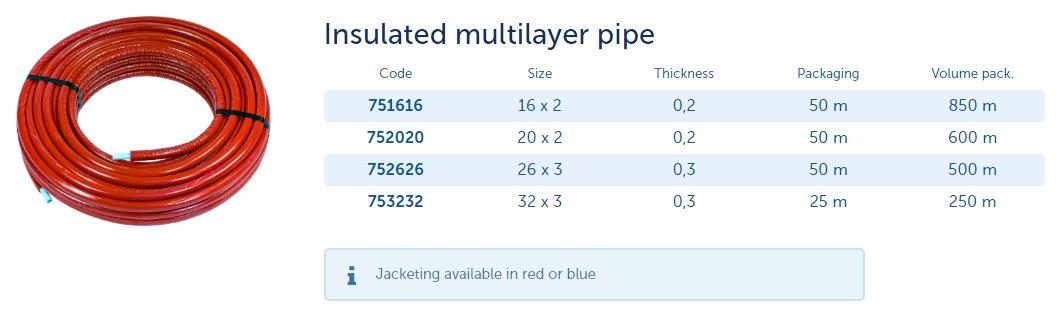 Insulated multilayer pipe
Code Size Thickness Packaging Volume pack.
751616 16 x 2 0,2 50 m 850 m
752020 20 x 2 0,2 50 m 600 m
752626 26 x 3 0,3 50 m 500 m
753232 32 x 3 0,3 25 m 250 m
Jacketing available in red or blue